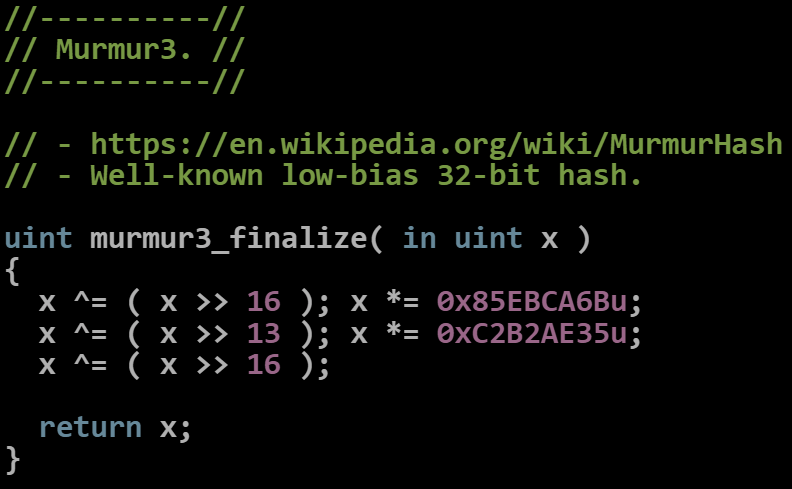 //----------//
// Murmur3. //
//----------//

// - https://en.wikipedia.org/wiki/MurmurHash
// - Well-known low-bias 32-bit hash.

uint murmur3_finalize( in uint x )
{
  x ^= ( x >> 16 ); x *= 0x85EBCA6Bu;
  x ^= ( x >> 13 ); x *= 0xC2B2AE35u;
  x ^= ( x >> 16 );

  return x;
}